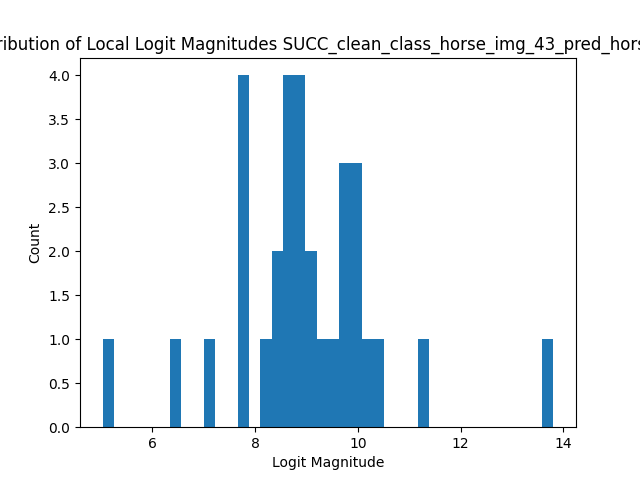 ribution of Local Logit Magnitudes SUCC_clean_class_horse_img_43_pred_hors
4.0
3.5
3.0
2.5
2.0
1.5
1.0
0.5
0.0
Count
6 8 10 12 14
Logit Magnitude